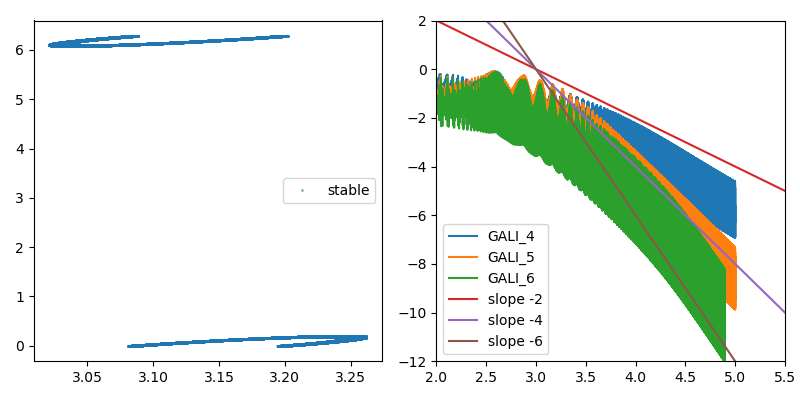 6
5
4
3
2
1
0
3.05 3.10 3.15 3.20 3.25
stable
2
0
−2
−4
−6
−8
−10
−12
2.0 2.5 3.0 3.5 4.0 4.5 5.0 5.5
GALI_4
GALI_5
GALI_6
slope -2
slope -4
slope -6